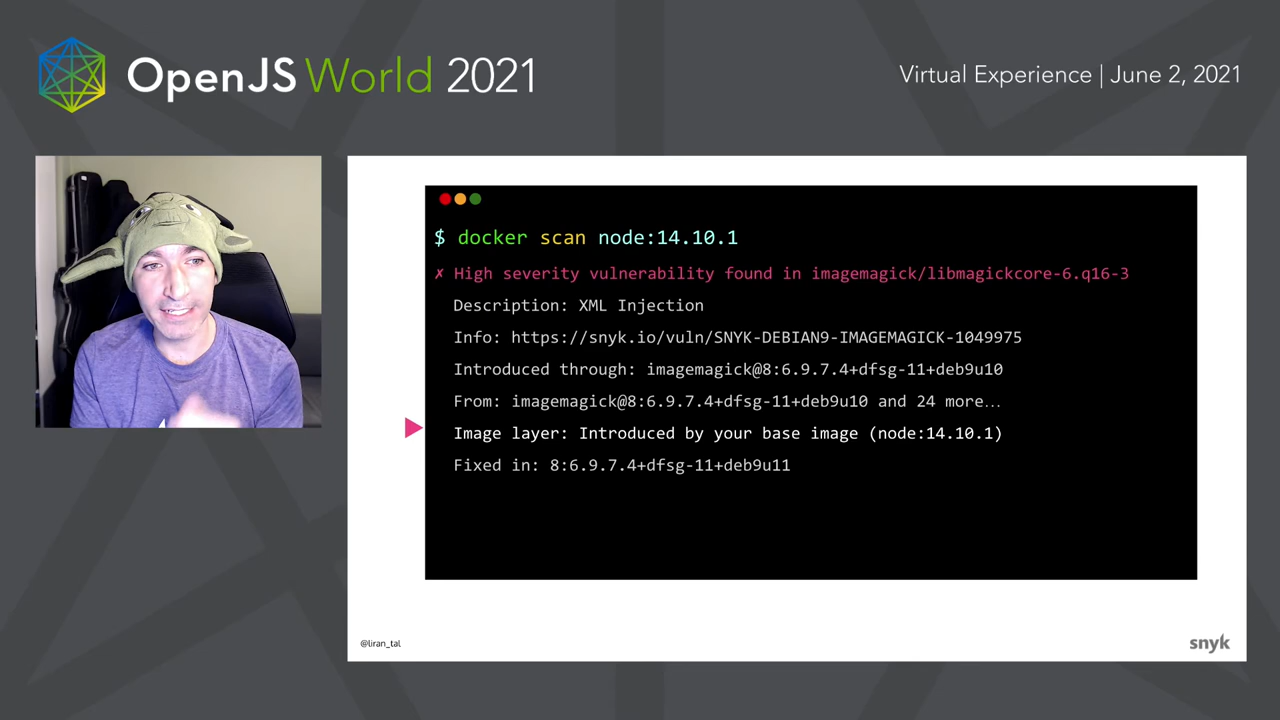 OpenJS World 2021
Virtual Experience | June 2, 2021
$ docker scan node:14.10.1
✗ High severity vulnerability found in imagemagick/libmagickcore-6.q16-3
Description: XML Injection
Info: https://snyk.io/vuln/SNYK-DEBIAN9-IMAGEMAGICK-1049975
Introduced through: imagemagick@8:6.9.7.4+dfsg-11+deb9u10
From: imagemagick@8:6.9.7.4+dfsg-11+deb9u10 and 24 more...
Image layer: Introduced by your base image (node:14.10.1)
Fixed in: 8:6.9.7.4+dfsg-11+deb9u11
@liran_tal
snyk